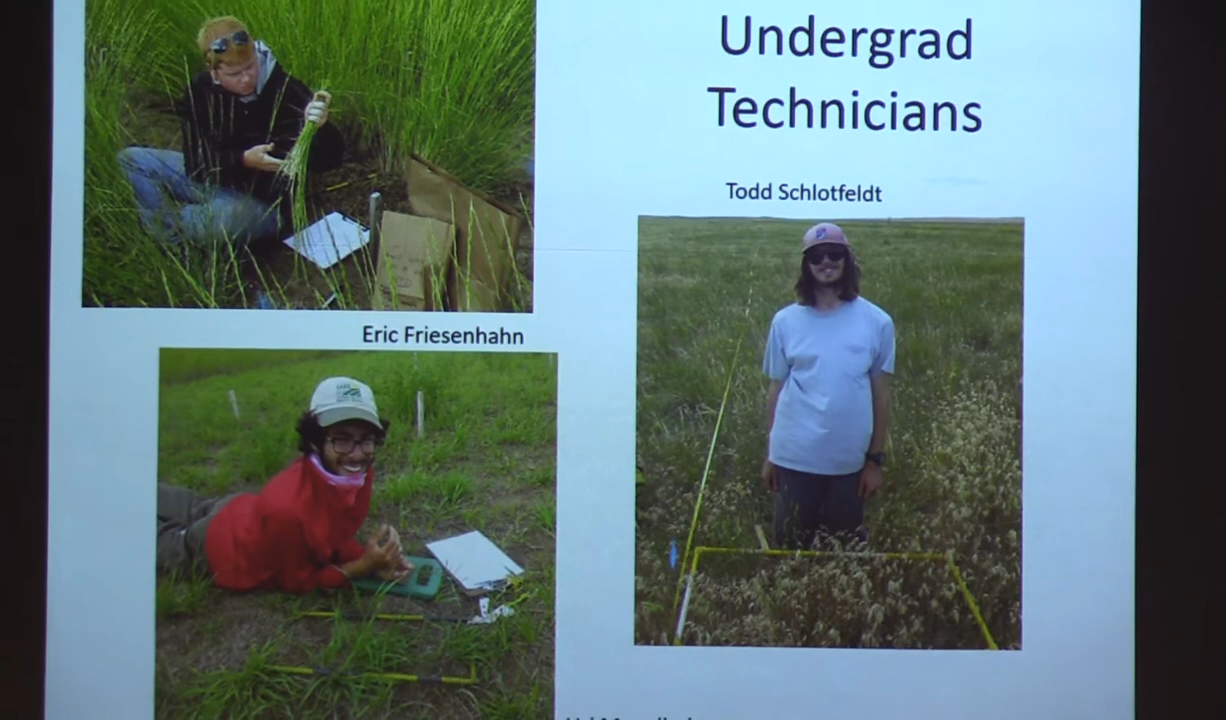 Undergrad
Technicians
Todd Schlotfeldt
Eric Friesenhahn